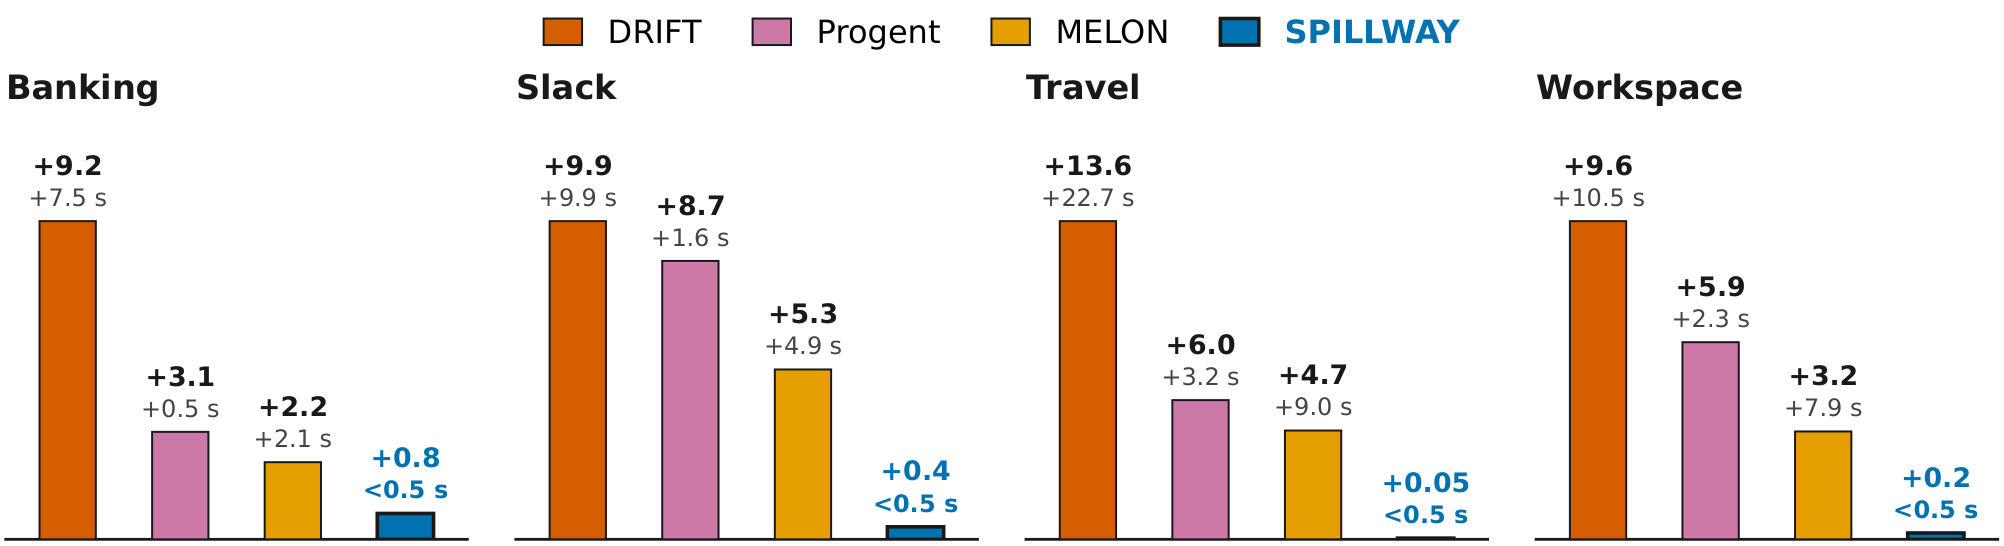 DRIFT Progent MELON SPILLWAY
Banking
+9.2
+7.5 s
+3.1
+0.5 s
+2.2
+2.1 s
+0.8
<0.5 s
Slack
+9.9
+9.9 s
+8.7
+1.6 s
+5.3
+4.9 s
+0.4
<0.5 s
Travel
+13.6
+22.7 s
+6.0
+3.2 s
+4.7
+9.0 s
+0.05
<0.5 s
Workspace
+9.6
+10.5 s
+5.9
+2.3 s
+3.2
+7.9 s
+0.2
<0.5 s